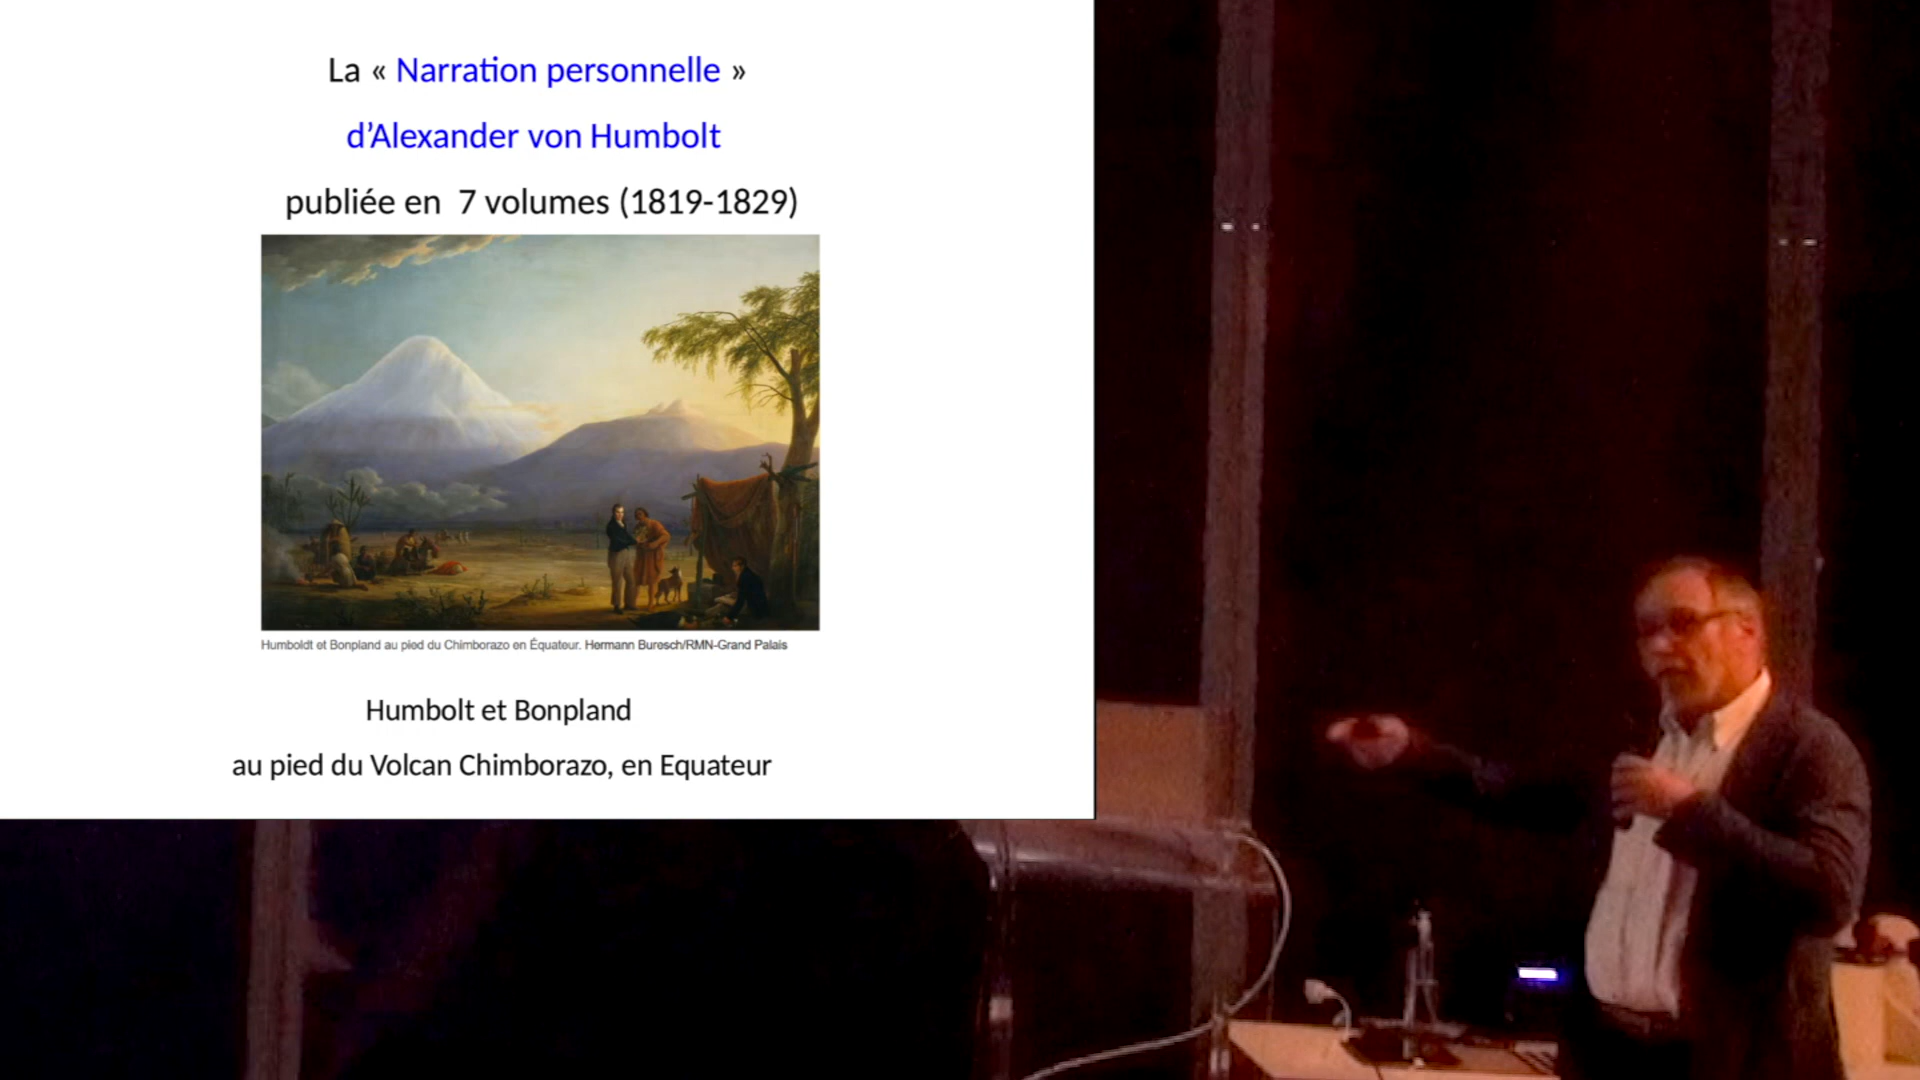 La « Narration personnelle »
d’Alexander von Humbolt
publiée en 7 volumes (1819-1829)
Humboldt et Bonpland au pied du Chimborazo en Équateur. Hermann Buresch/RMN-Grand Palais
Humbolt et Bonpland
au pied du Volcan Chimborazo, en Equateur